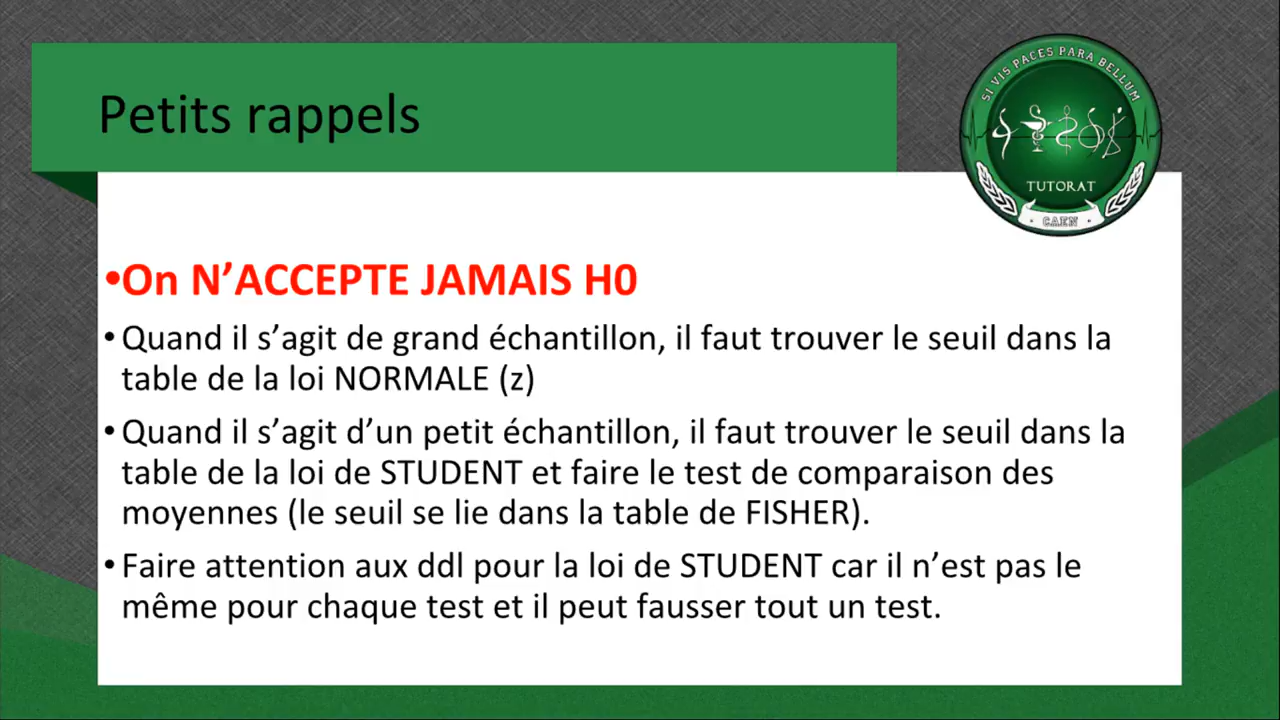 Petits rappels
SI VIS PACES PARA BELLUM
TUTORAT
CAEN
•On N’ACCEPTE JAMAIS H0
• Quand il s’agit de grand échantillon, il faut trouver le seuil dans la
table de la loi NORMALE (z)
• Quand il s’agit d’un petit échantillon, il faut trouver le seuil dans la
table de la loi de STUDENT et faire le test de comparaison des
moyennes (le seuil se lie dans la table de FISHER).
• Faire attention aux ddl pour la loi de STUDENT car il n’est pas le
même pour chaque test et il peut fausser tout un test.